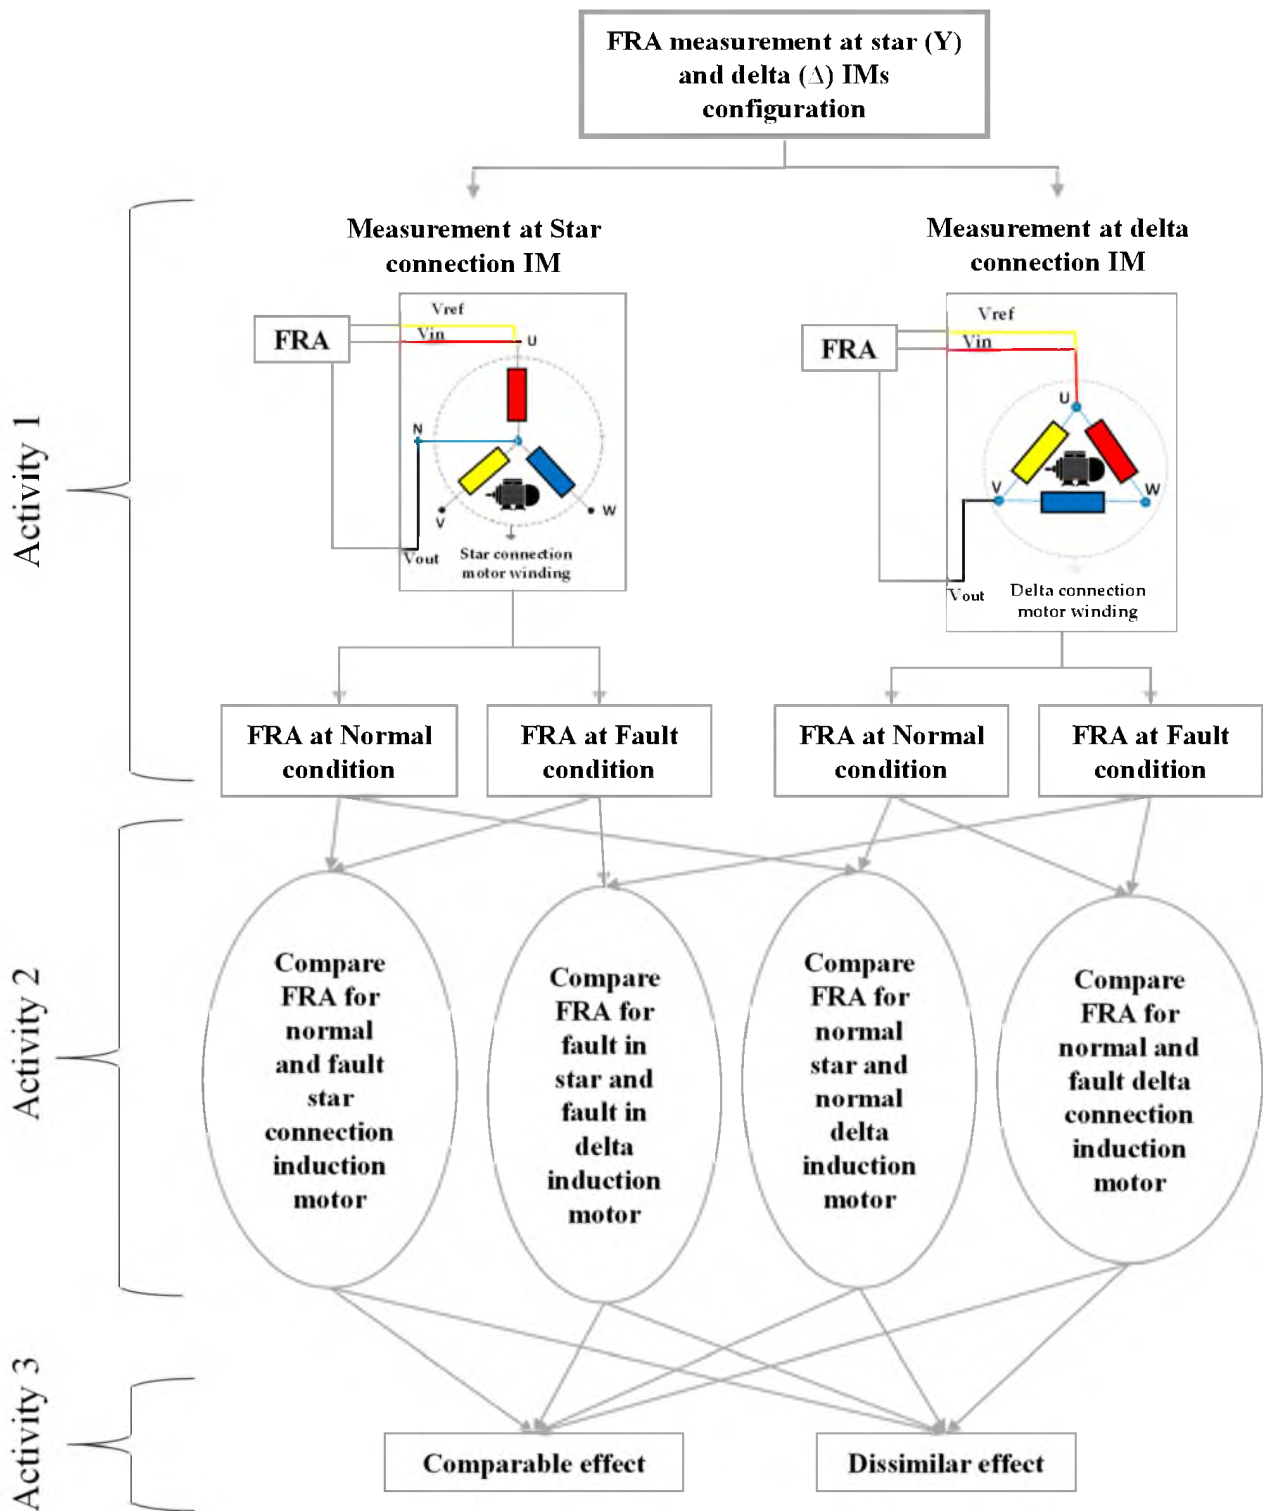 FRA measurement at star (Y)
and delta (Δ) IMs
configuration
Activity 1
Measurement at Star
connection IM
Measurement at delta
connection IM
FRA
Vref
Vin
U
N
V
W
Vout
Star connection
motor winding
FRA
Vref
Vin
U
V
W
Vout
Delta connection
motor winding
FRA at Normal
condition
FRA at Fault
condition
FRA at Normal
condition
FRA at Fault
condition
Activity 2
Compare
FRA for
normal
and fault
star
connection
induction
motor
Compare
FRA for
fault in
star and
fault in
delta
induction
motor
Compare
FRA for
normal
star and
normal
delta
induction
motor
Compare
FRA for
normal and
fault delta
connection
induction
motor
Activity 3
Comparable effect
Dissimilar effect